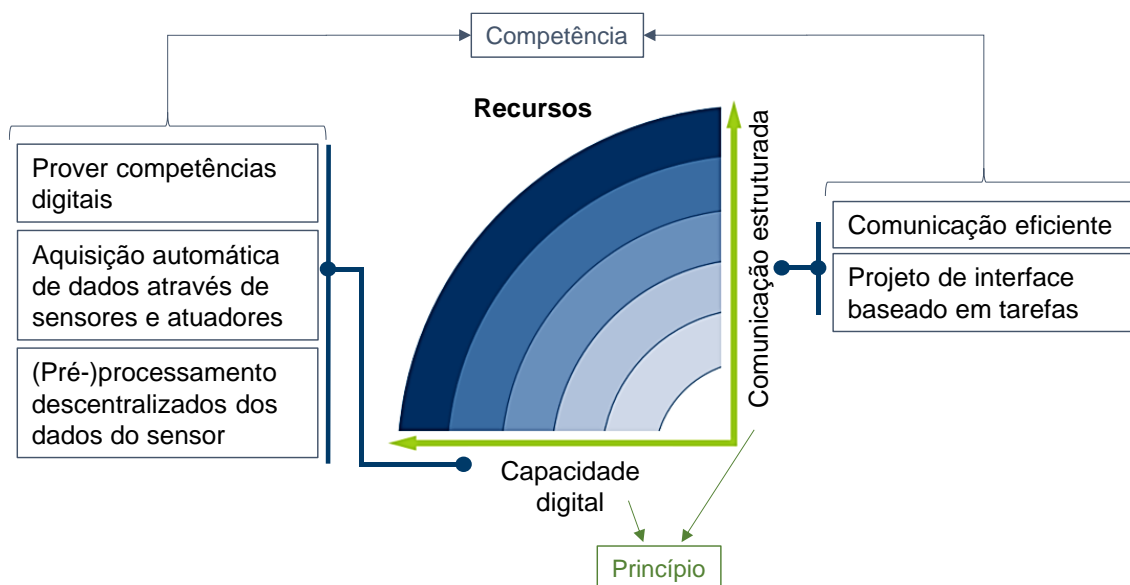 Competência
Recursos
Prover competências
digitais
Aquisição automática
de dados através de
sensores e atuadores
(Pré-)processamento
descentralizados dos
dados do sensor
Comunicação estruturada
Comunicação eficiente
Projeto de interface
baseado em tarefas
Capacidade
digital
Princípio